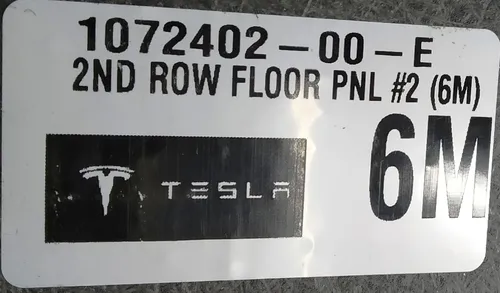 1072402-00-E
2ND ROW FLOOR PNL #2 (6M)
6M
TESLA